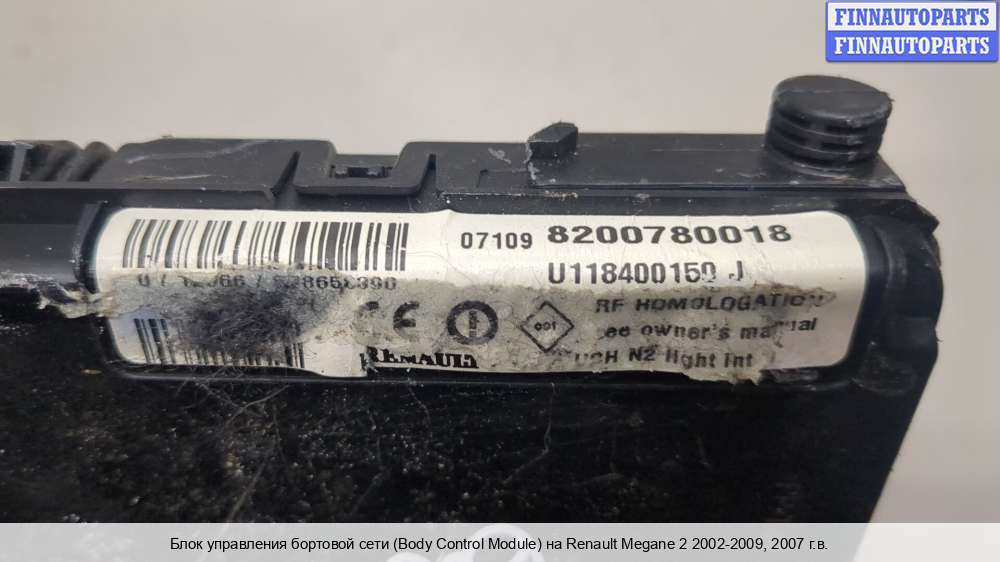 FINNAUTOPARTS
FINNAUTOPARTS
07109 8200780018
U118400150 J
RF HOMOLOGATION
owner's manual
RENAULT
N2 light int
Блок управления бортовой сети (Body Control Module) на Renault Megane 2 2002-2009, 2007 г.в.